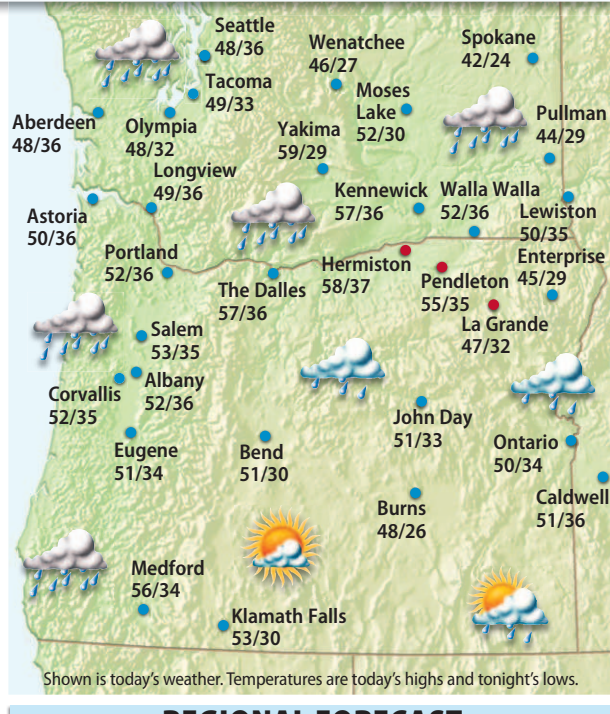 Seattle
48/36
Wenatchee
46/27
Spokane
42/24
Tacoma
49/33
Moses
Lake
52/30
Aberdeen
48/36
Olympia
48/32
Yakima
59/29
Pullman
44/29
Longview
49/36
Kennewick
57/36
Walla Walla
52/36
Lewiston
50/35
Astoria
50/36
Portland
52/36
The Dalles
57/36
Hermiston
58/37
Pendleton
55/35
Enterprise
45/29
La Grande
47/32
Salem
53/35
Corvallis
52/35
Albany
52/36
John Day
51/33
Eugene
51/34
Bend
51/30
Ontario
50/34
Caldwell
51/36
Burns
48/26
Medford
56/34
Klamath Falls
53/30
Shown is today's weather. Temperatures are today's highs and tonight's lows.
REGIONAL FORECAST